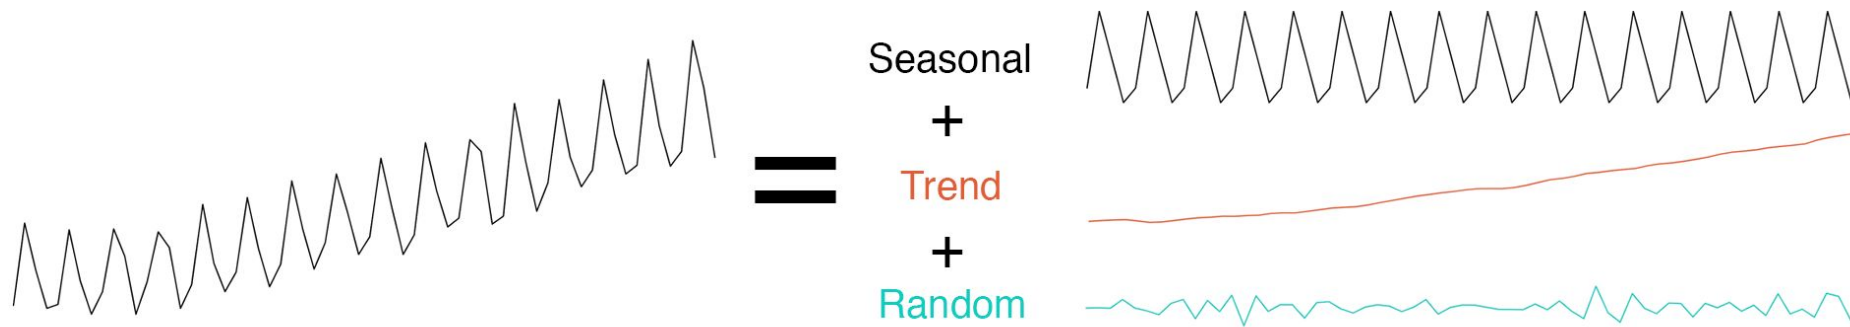 Seasonal
+
Trend
+
Random